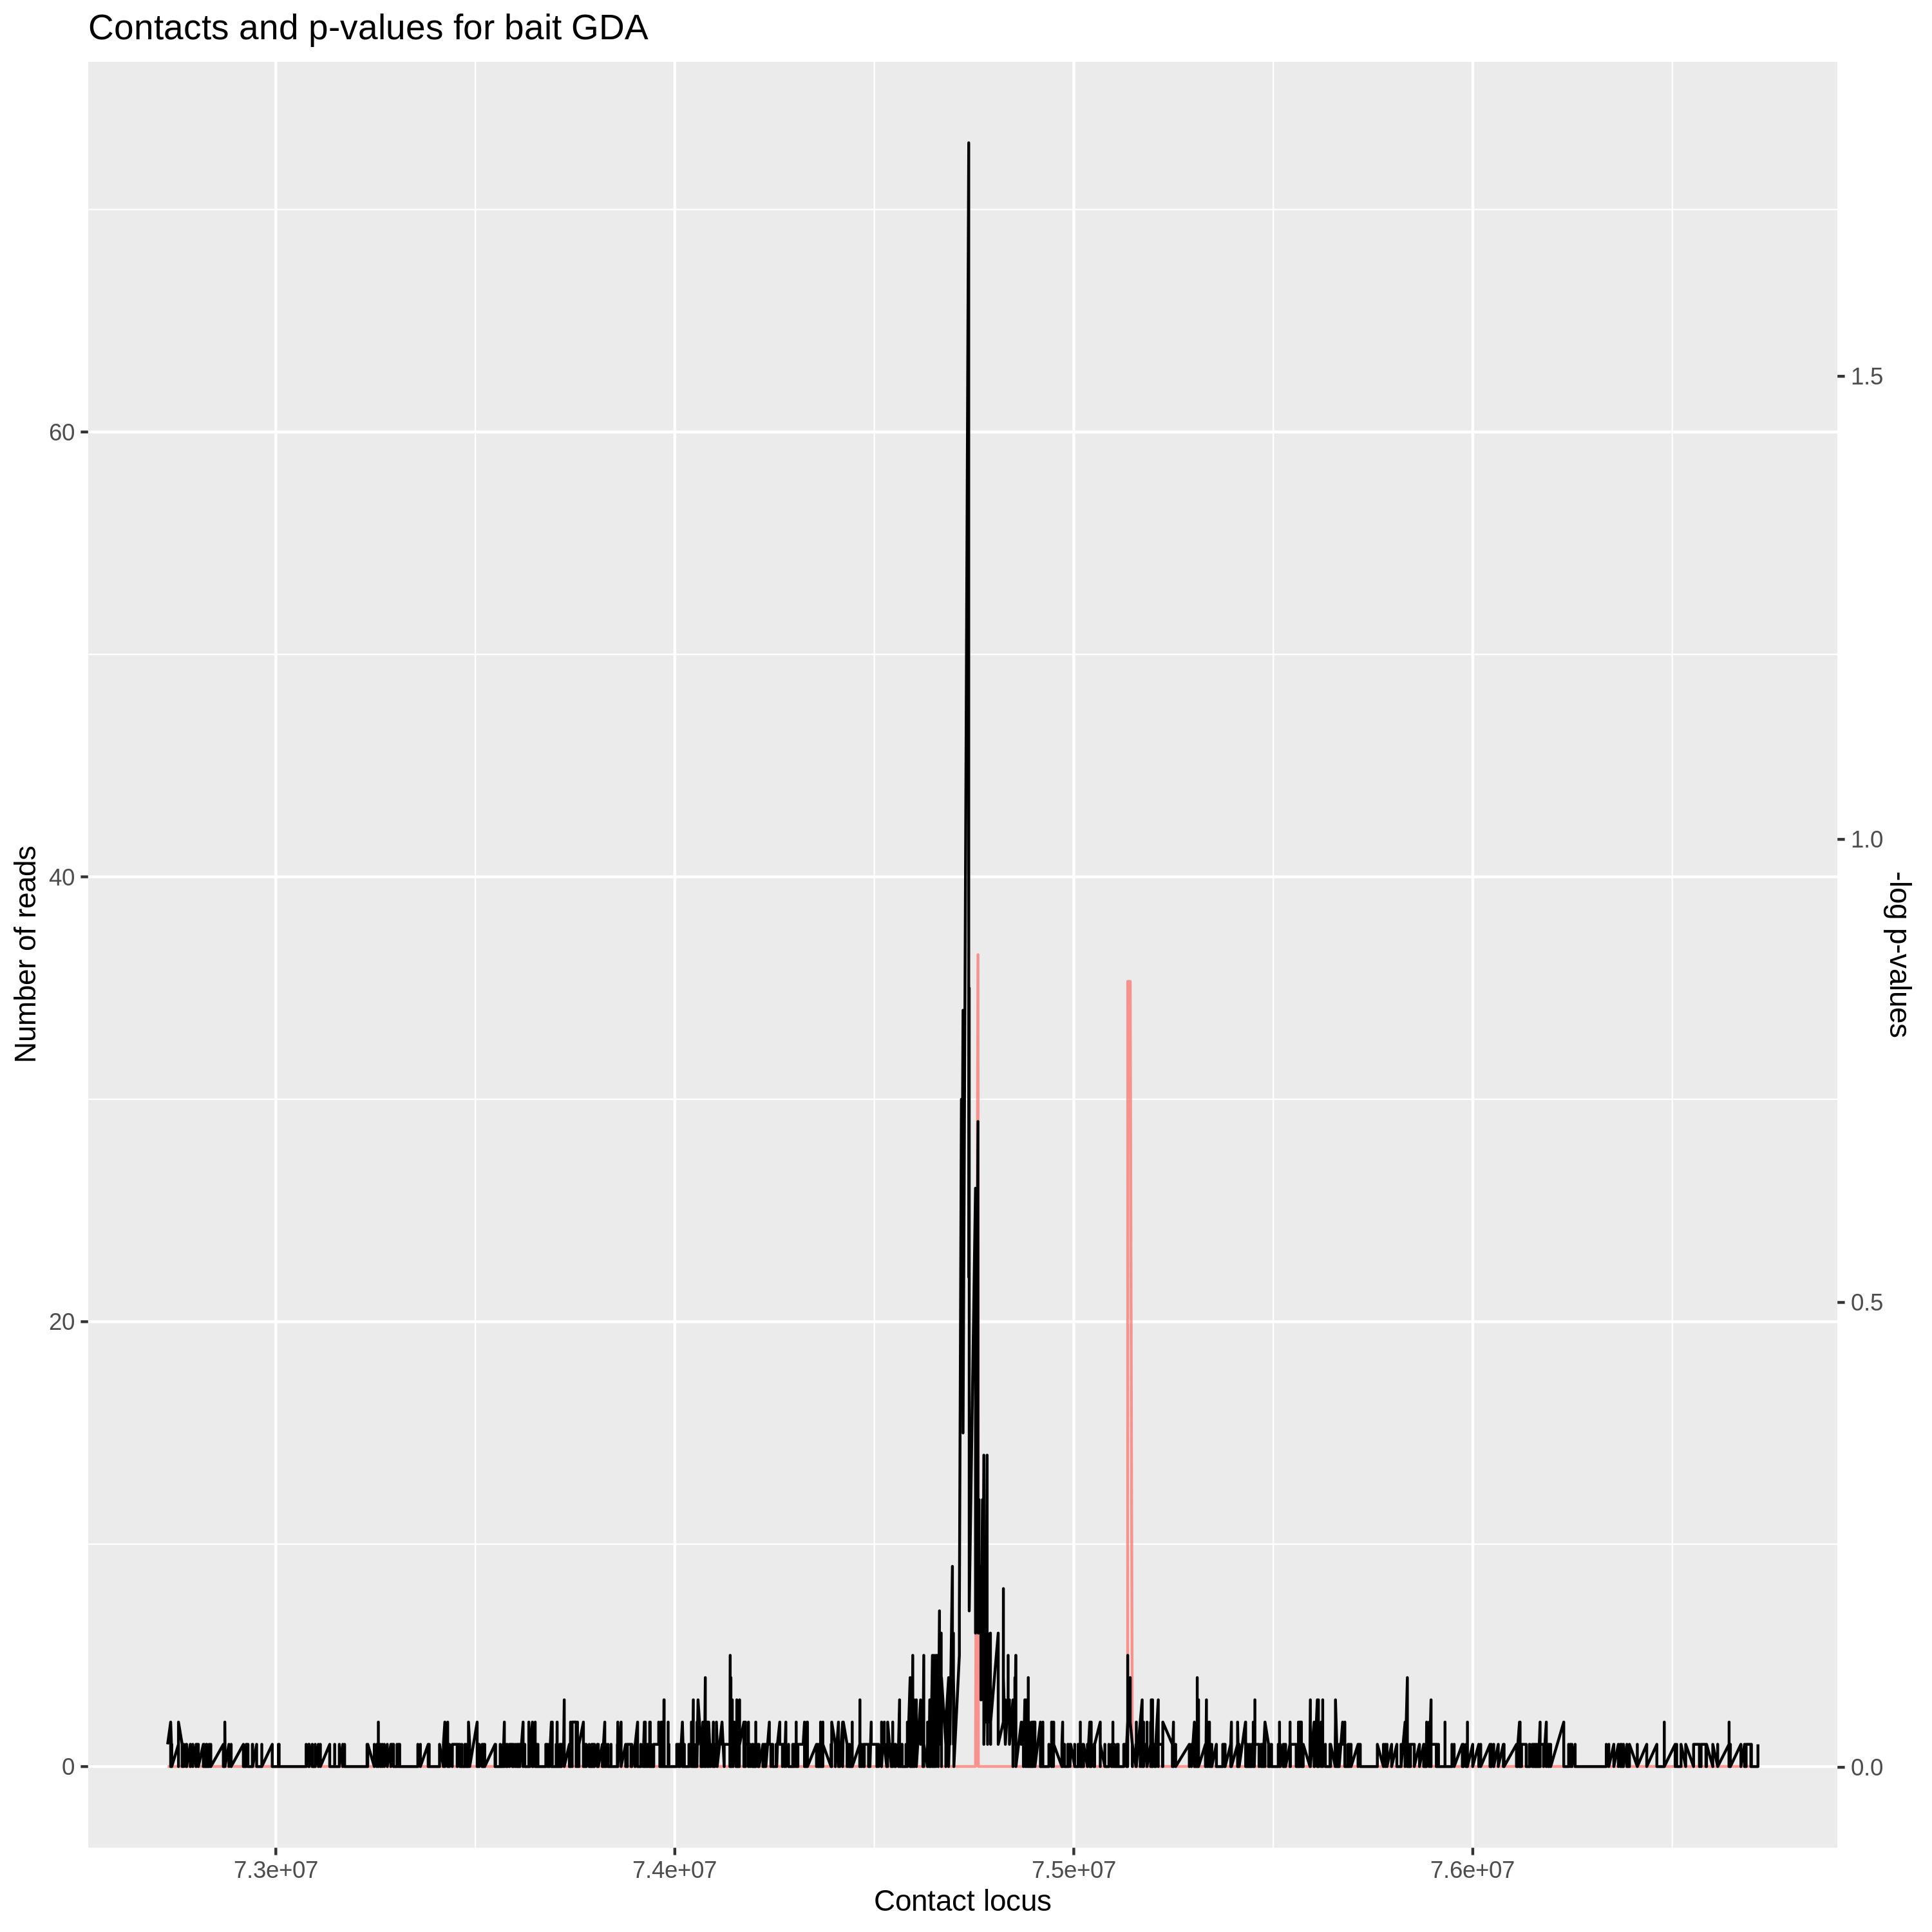 Contacts and p-values for bait GDA
Number of reads
60
40
20
0
1.5
1.0
0.5
0.0
-log p-values
7.3e+07
7.4e+07
7.5e+07
7.6e+07
Contact locus